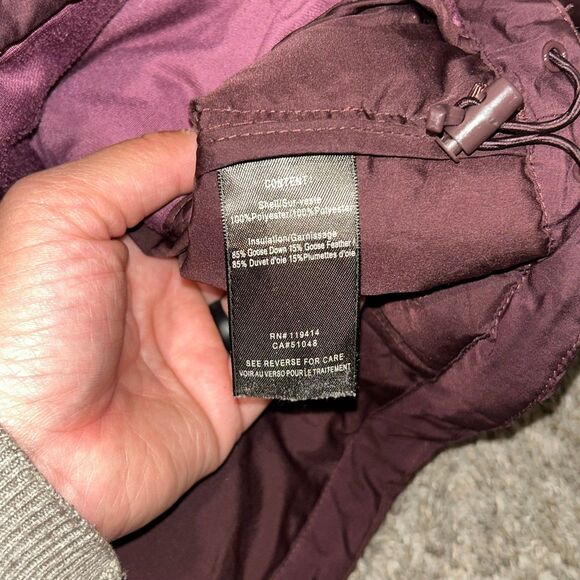 CONTENT
Shell/Sur-veste
100%Polyester/100%Polyester
Insulation/Garnissage
85% Goose Down 15% Goose Feather /
85% Duvet d'oie 15%Plumettes d'oie
RN# 119414
CA#51048
SEE REVERSE FOR CARE
VOIR AU VERSO POUR LE TRAITEMENT